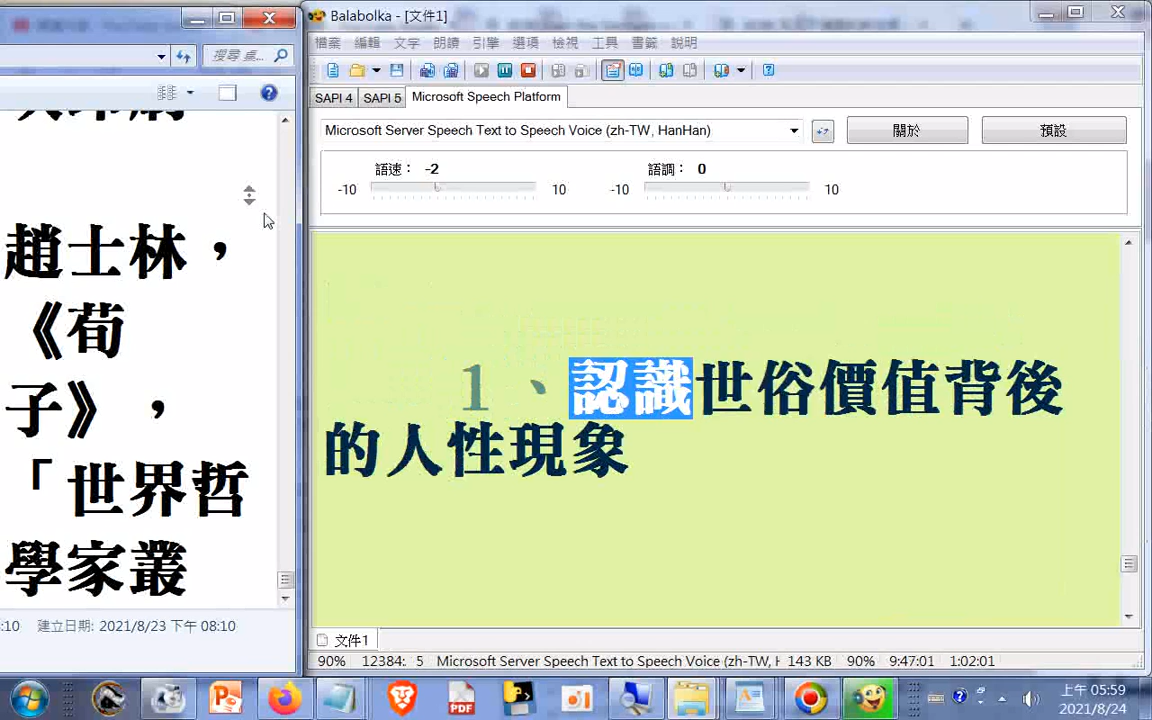 搜尋 桌...
趙士林，
《荀
子》，
「世界哲
學家叢
:10 建立日期: 2021/8/23 下午 08:10
Balabolka - [文件1]
檔案 編輯 文字 朗讀 引擎 選項 檢視 工具 書籤 說明
SAPI 4 SAPI 5 Microsoft Speech Platform
Microsoft Server Speech Text to Speech Voice (zh-TW, HanHan) 關於 預設
語速： -2 語調： 0
-10 10 -10 10
1、認識世俗價值背後
的人性現象
文件1
90% 12384: 5 Microsoft Server Speech Text to Speech Voice (zh-TW, H 143 KB 90% 9:47:01 1:02:01
PDF
上午 05:59
2021/8/24